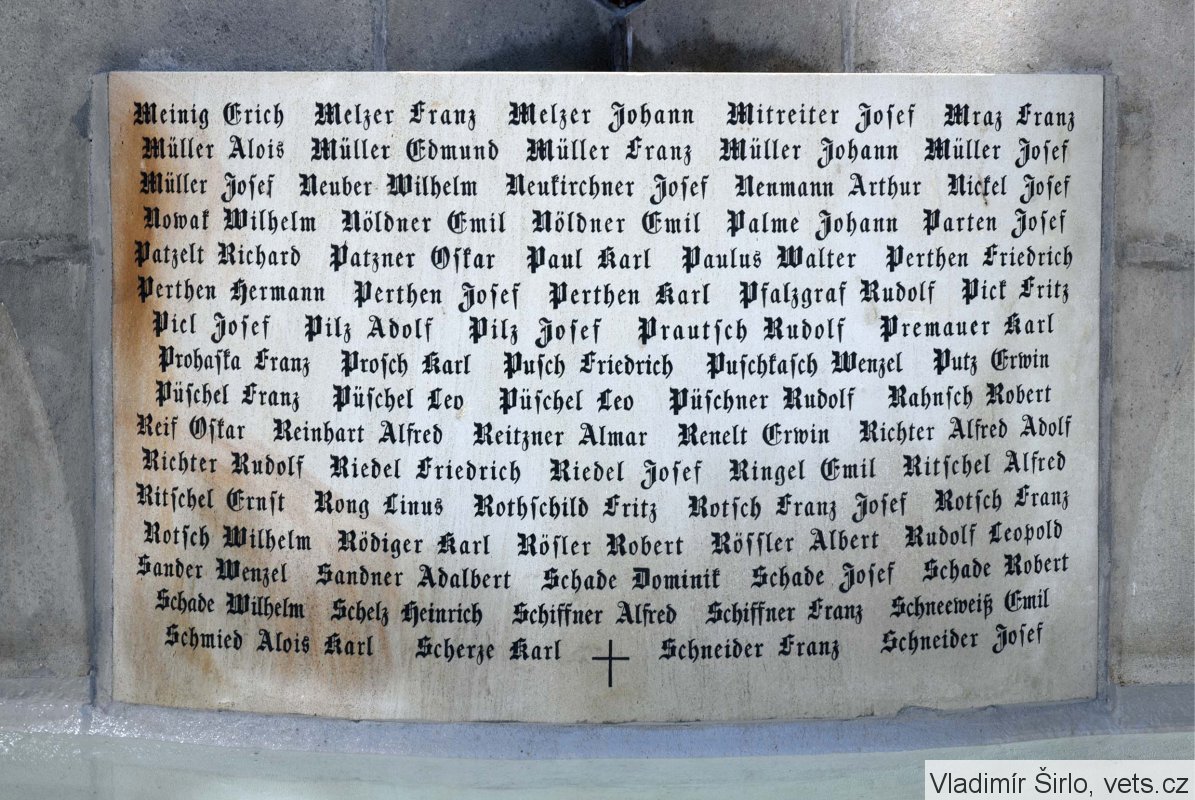 Meinig Erich Melzer Franz Melzer Johann Mitreiter Josef Mraz Franz
Müller Alois Müller Edmund Müller Franz Müller Johann Müller Josef
Müller Josef Neuber Wilhelm Neukirchner Josef Nenmann Arthur Nickel Josef
Nowak Wilhelm Nöldner Emil Nöldner Emil Palme Johann Parten Josef
Patzelt Richard Patzner Oskar Paul Karl Paulus Walter Perthen Friedrich
Perthen Hermann Perthen Josef Perthen Karl Pfalzgraf Rudolf Pick Fritz
Picl Josef Pilz Adolf Pilz Josef Prautsch Rudolf Premauer Karl
Prohaska Franz Prosch Karl Pusch Friedrich Puschkasch Wenzel Putz Erwin
Püschel Franz Püschel Leo Püschel Leo Püschner Rudolf Rahnsch Robert
Reif Oskar Reinhart Alfred Reitzner Almar Renelt Erwin Richter Alfred Adolf
Richter Rudolf Riedel Friedrich Riedel Josef Ringel Emil Ritschel Alfred
Ritschel Ernst Rong Linus Rothschild Fritz Rotsch Franz Josef Rotsch Franz
Rotsch Wilhelm Rödiger Karl Rösler Robert Rössler Albert Rudolf Leopold
Sander Wenzel Sandner Adalbert Schade Dominik Schade Josef Schade Robert
Schade Wilhelm Schelz Heinrich Schiffner Alfred Schiffner Franz Schneeweiß Emil
Schmied Alois Karl Scherze Karl Schneider Franz Schneider Josef
Vladimír Širlo, vets.cz